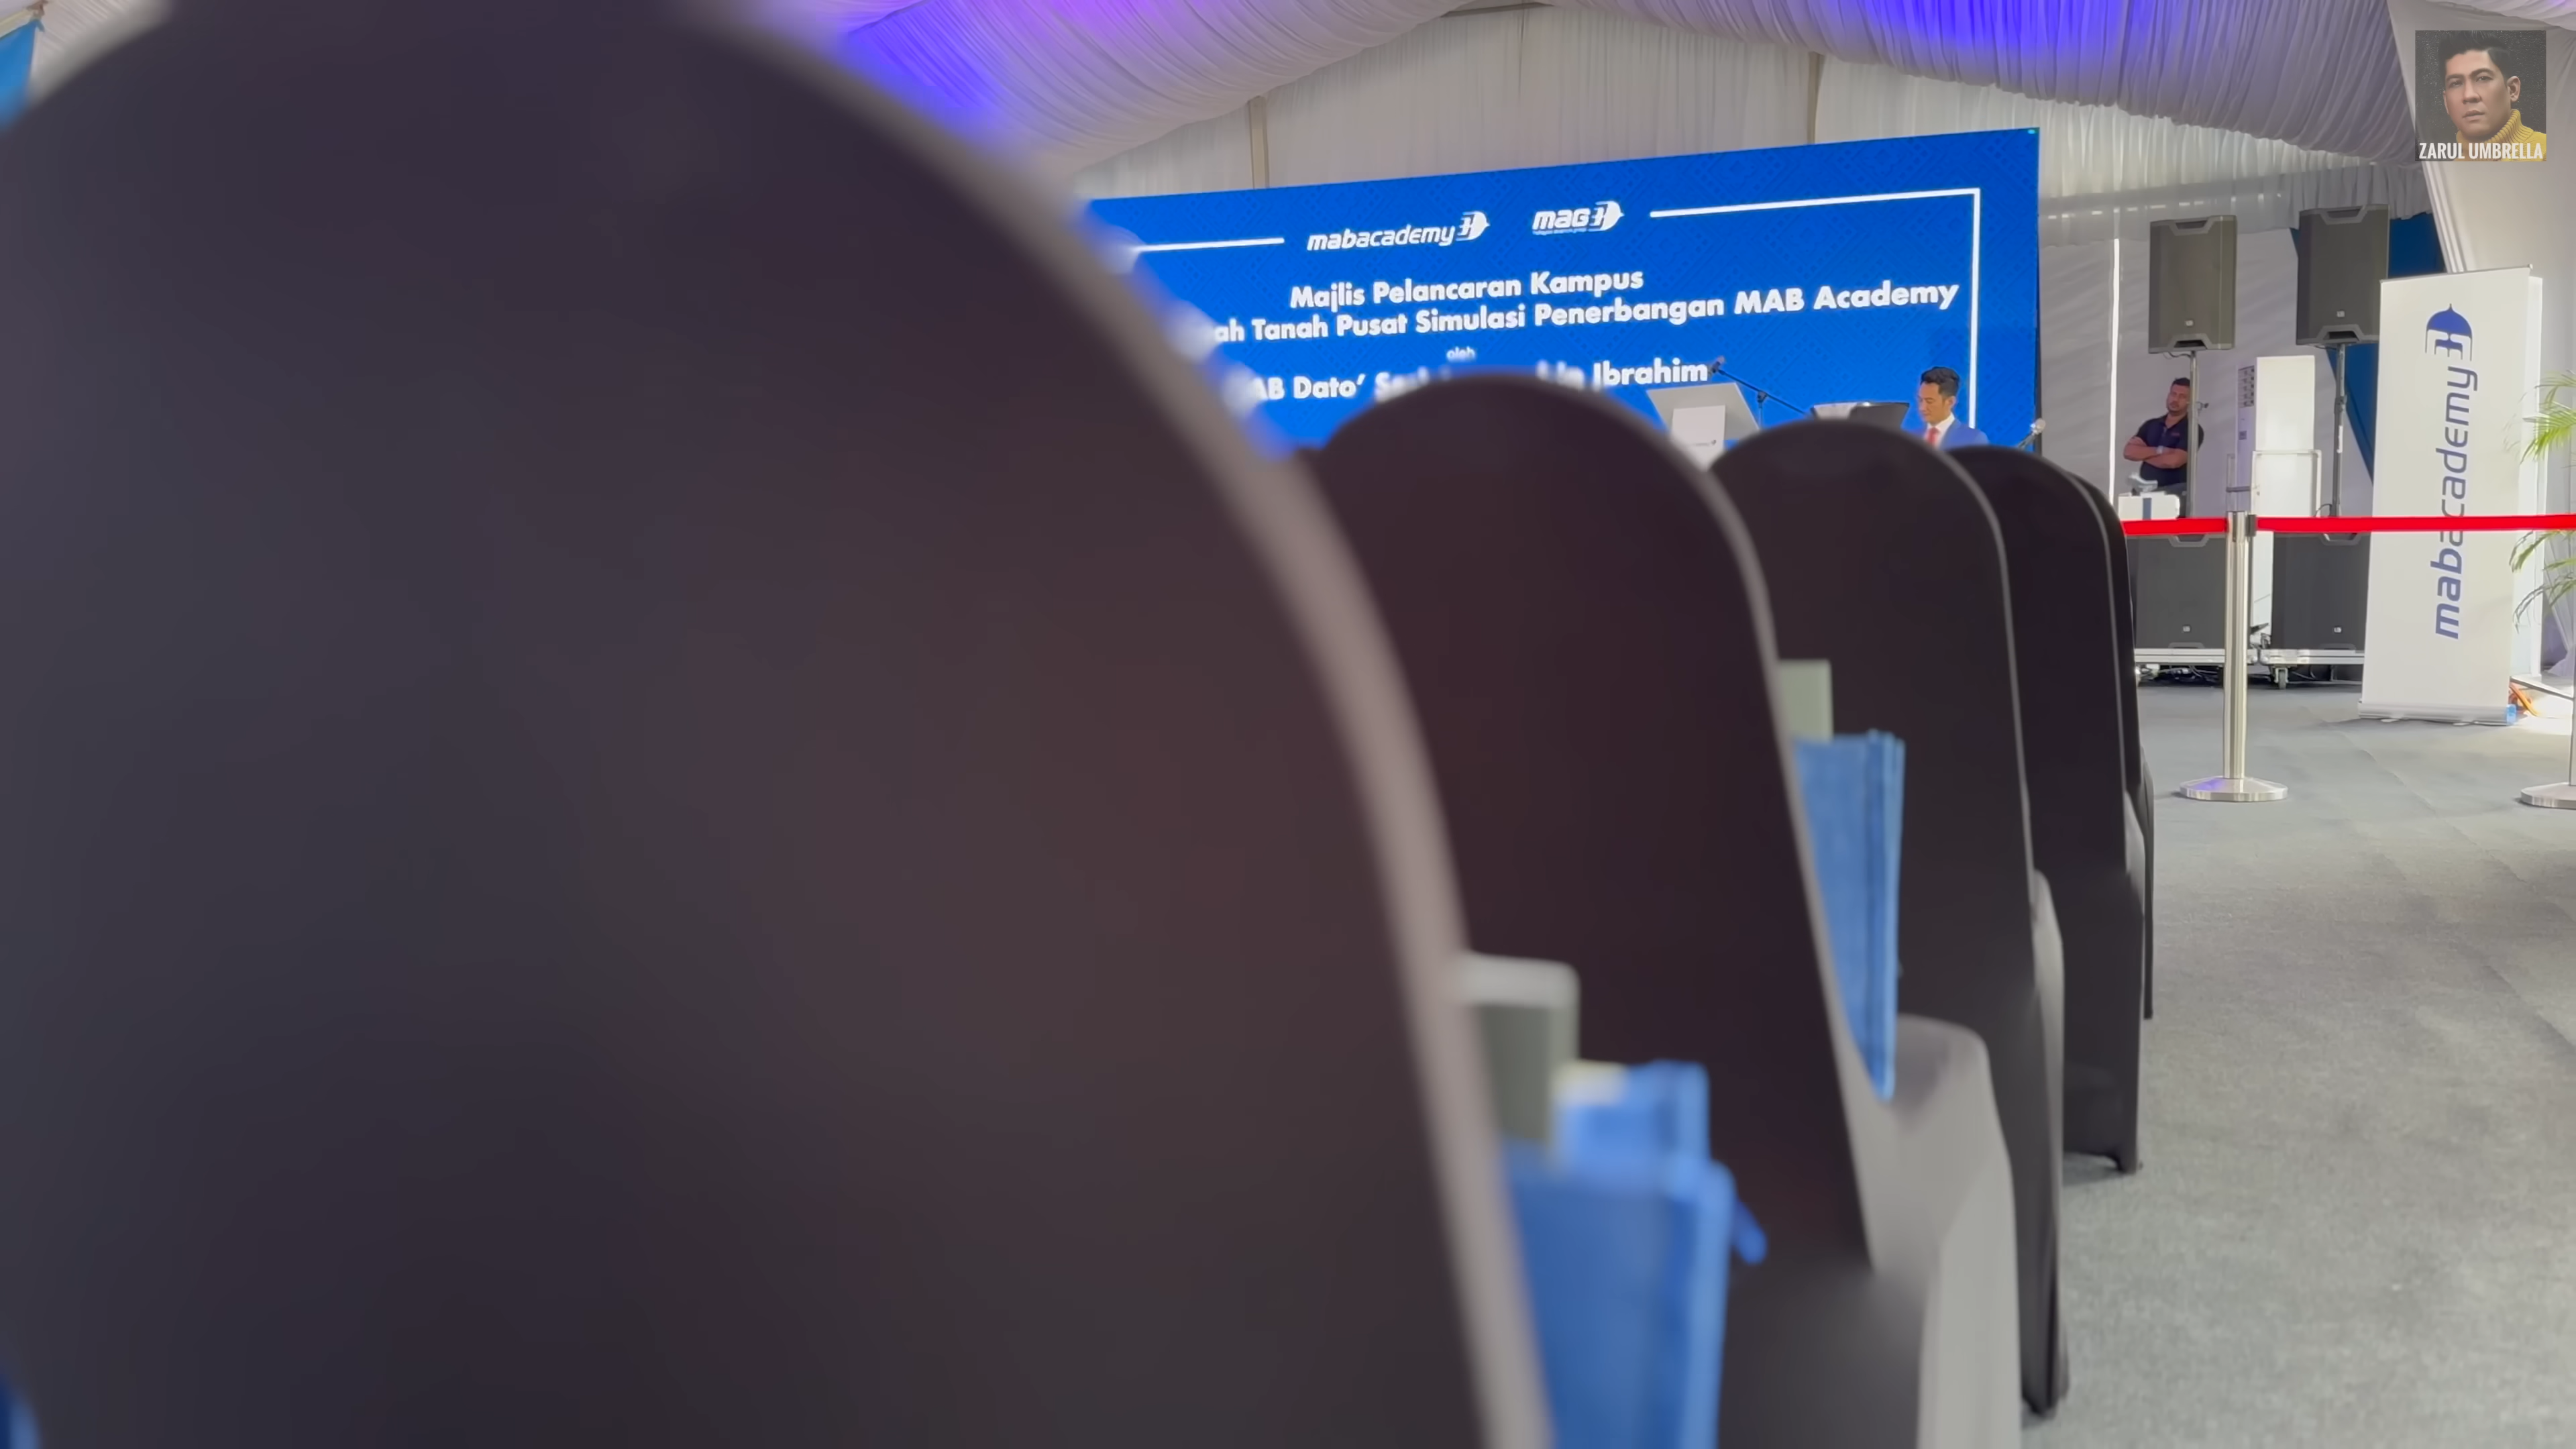 ZARUL UMBRELLA
mabacademy MAG
Majlis Pelancaran Kampus
Tanah Pusat Simulasi Penerbangan MAB Academy
oleh
Dato’ Ibrahim
mabacademy